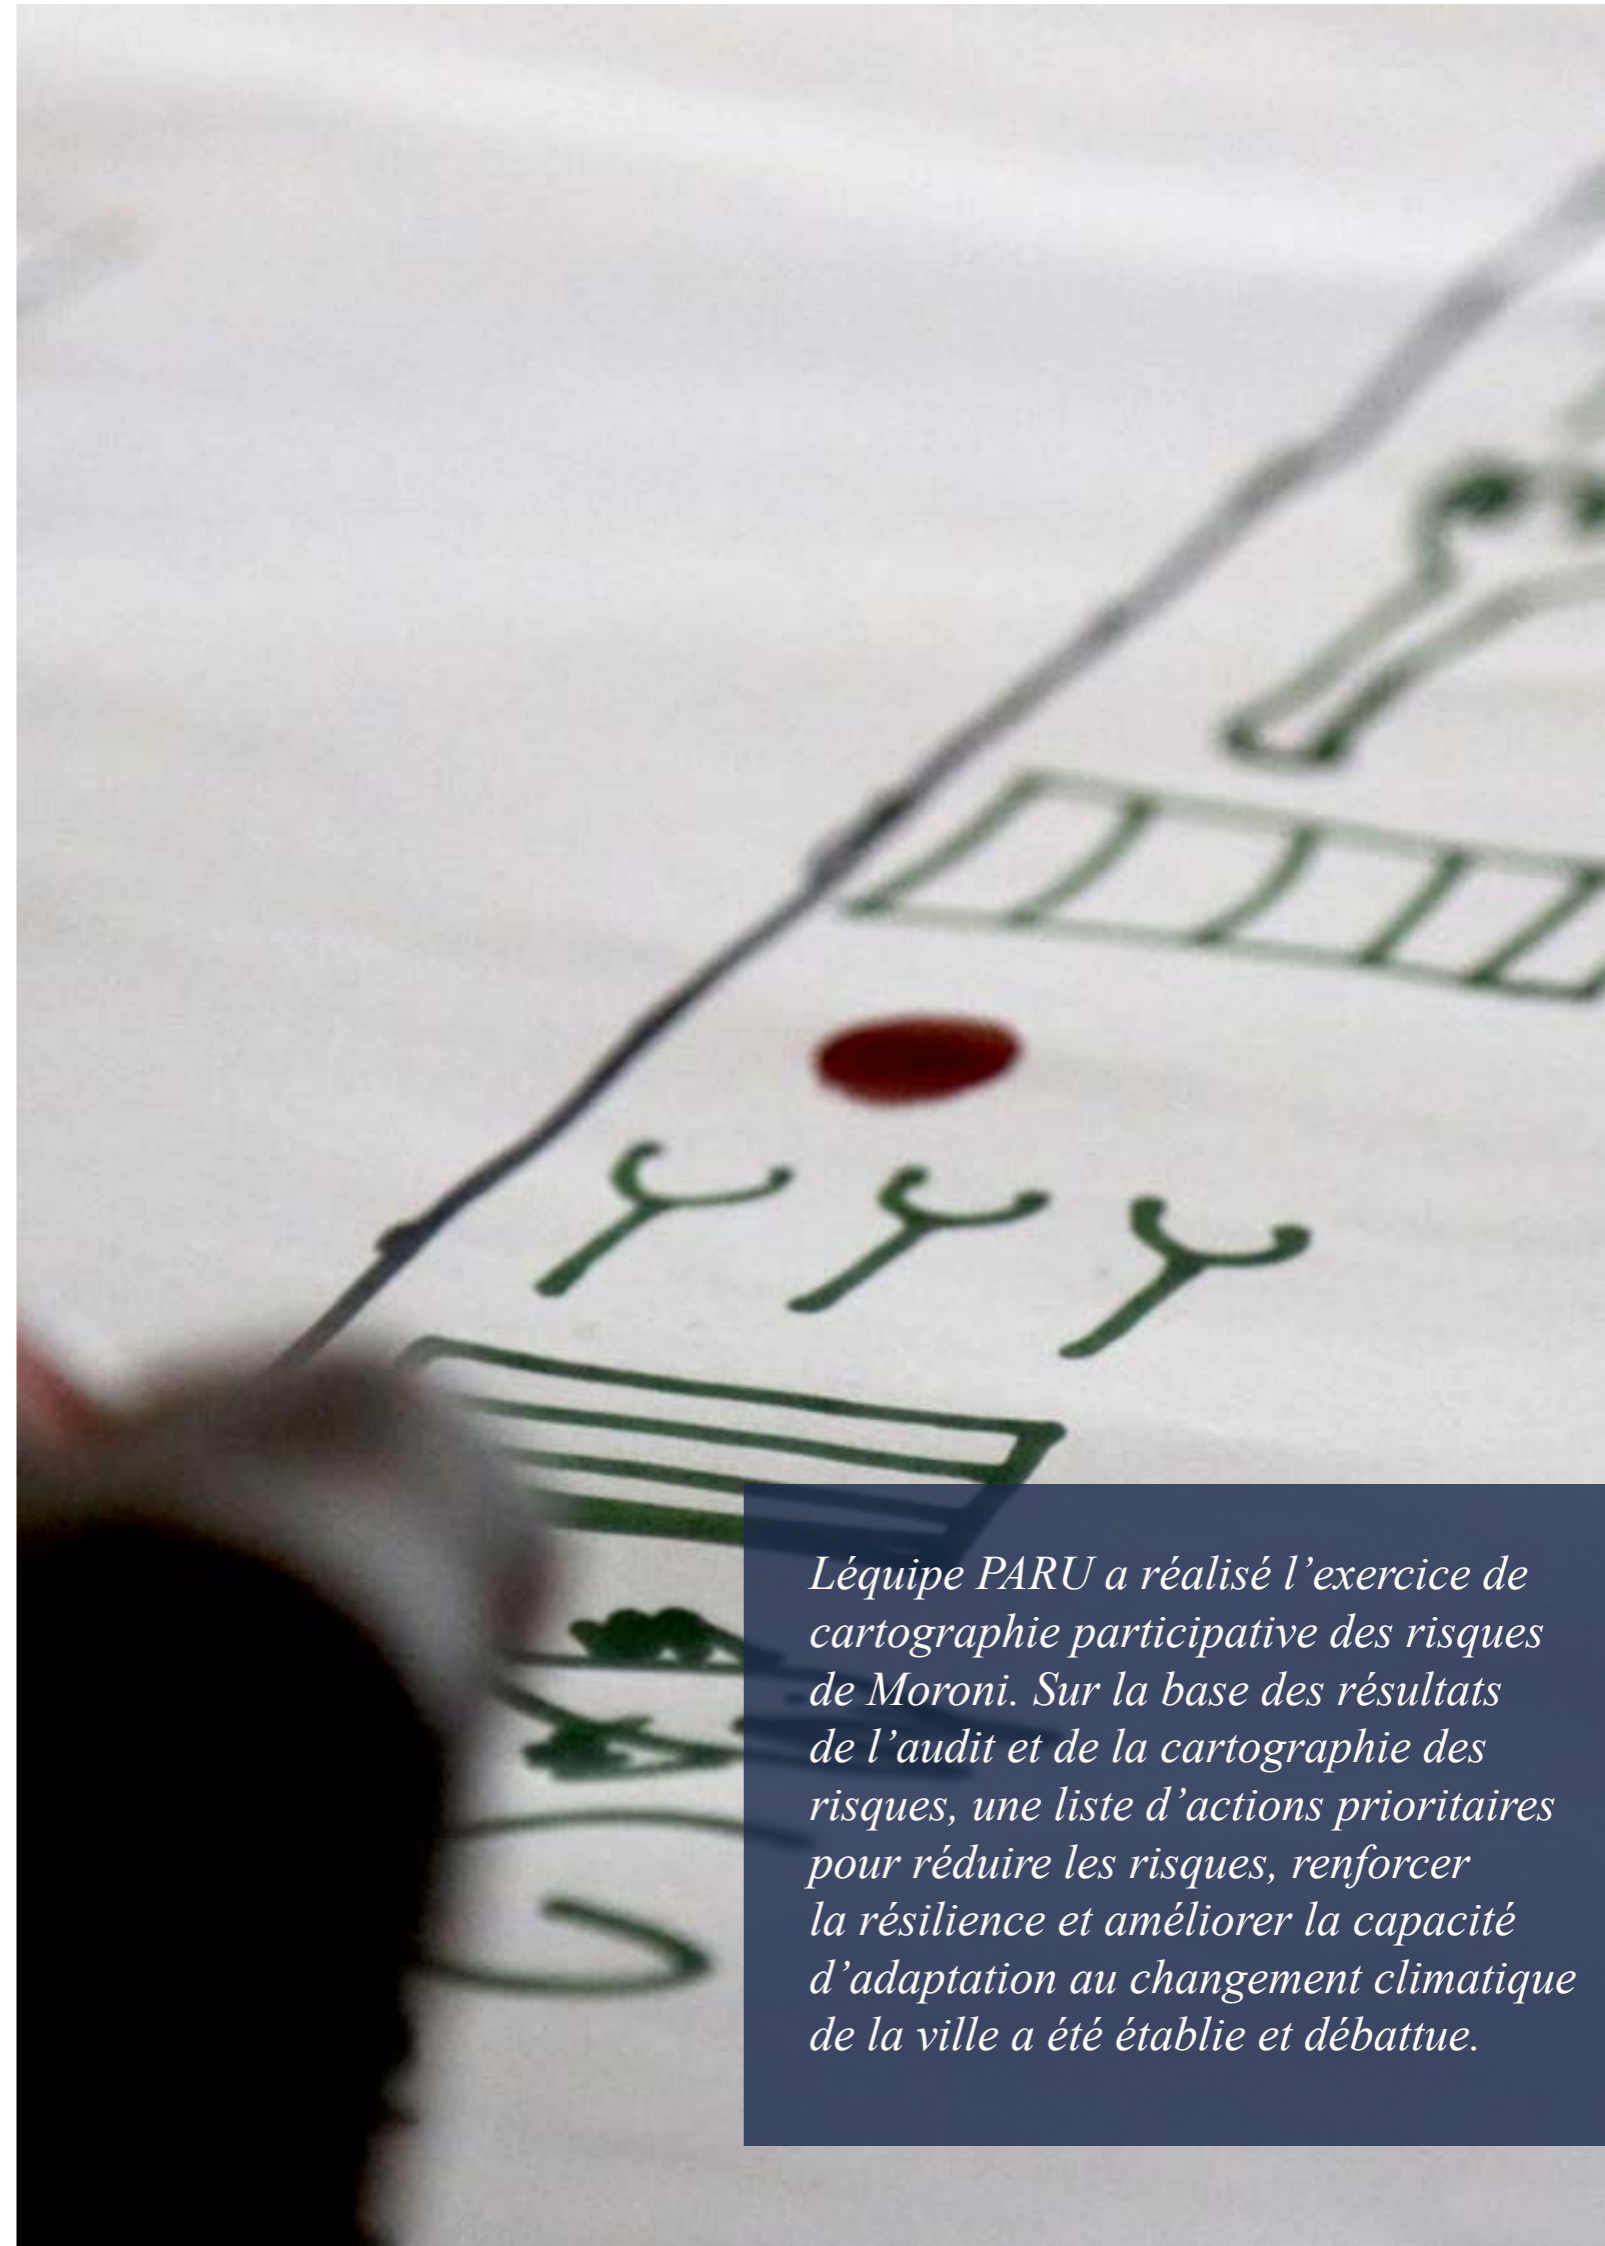 Léquipe PARU a réalisé l’exercice de
cartographie participative des risques
de Moroni. Sur la base des résultats
de l’audit et de la cartographie des
risques, une liste d’actions prioritaires
pour réduire les risques, renforcer
la résilience et améliorer la capacité
d’adaptation au changement climatique
de la ville a été établie et débattue.